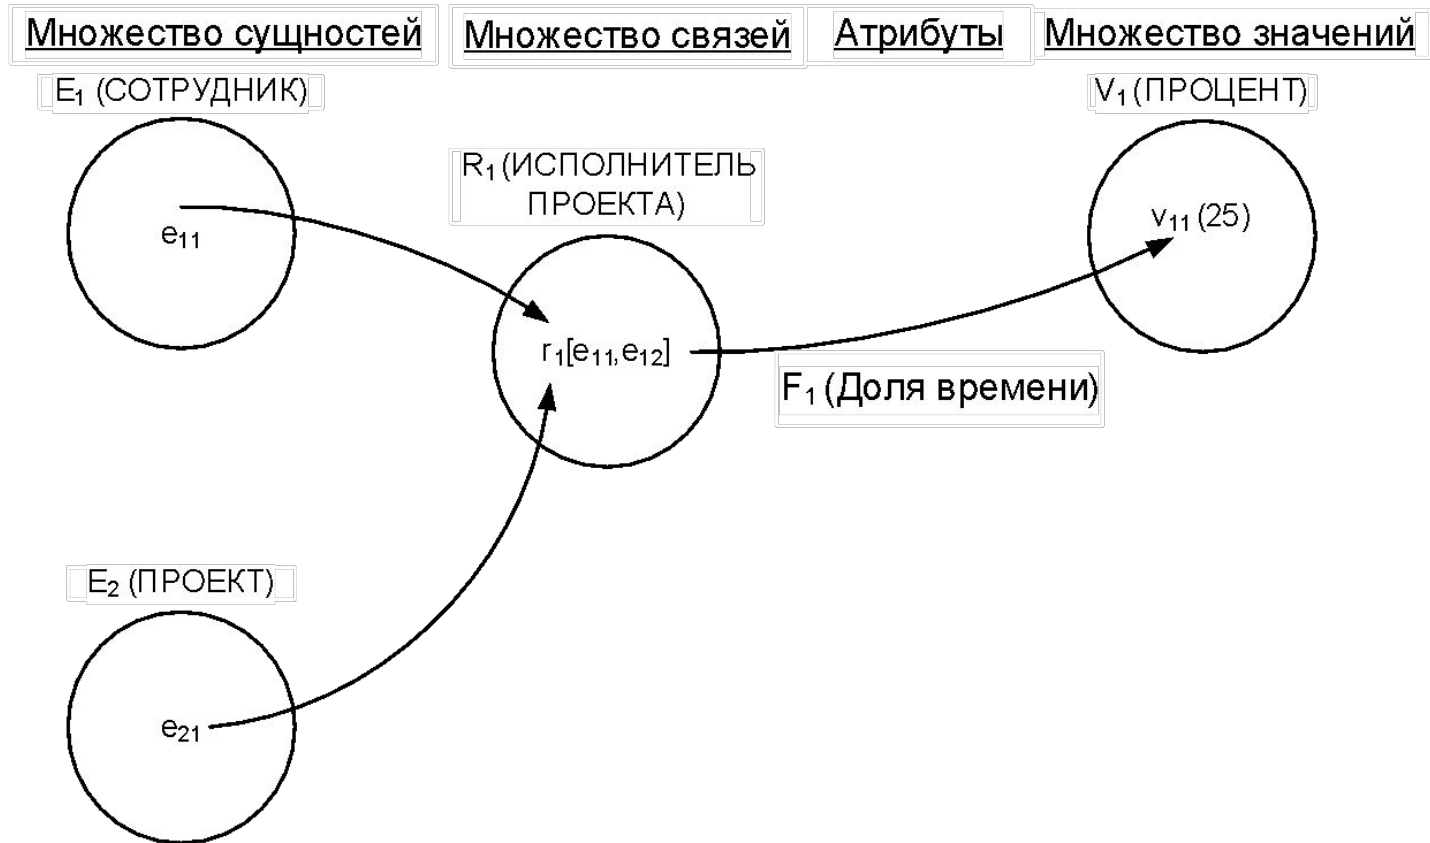 Множество сущностей Множество связей Атрибуты Множество значений
E₁ (СОТРУДНИК)
V₁ (ПРОЦЕНТ)
R₁ (ИСПОЛНИТЕЛЬ
ПРОЕКТА)
e₁₁
v₁₁ (25)
r₁[e₁₁,e₁₂]
F₁ (Доля времени)
E₂ (ПРОЕКТ)
e₂₁